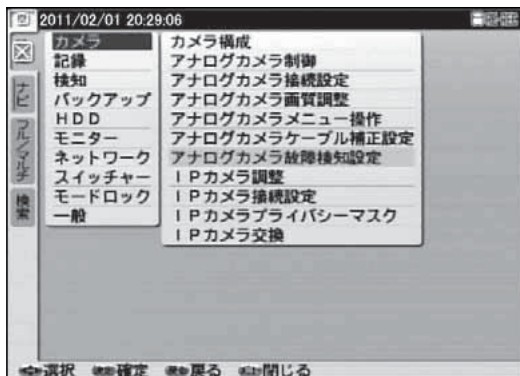 2011/02/01 20:29:06
カメラ
記録
検知
バックアップ
HDD
モニター
ネットワーク
スイッチャー
モードロック
一般
カメラ構成
アナログカメラ制御
アナログカメラ接続設定
アナログカメラ画質調整
アナログカメラメニュー操作
アナログカメラケーブル補正設定
アナログカメラ故障検知設定
IPカメラ調整
IPカメラ接続設定
IPカメラプライバシーマスク
IPカメラ交換
ナビ
フル/マルチ
検索
選択 確定 戻る 閉じる